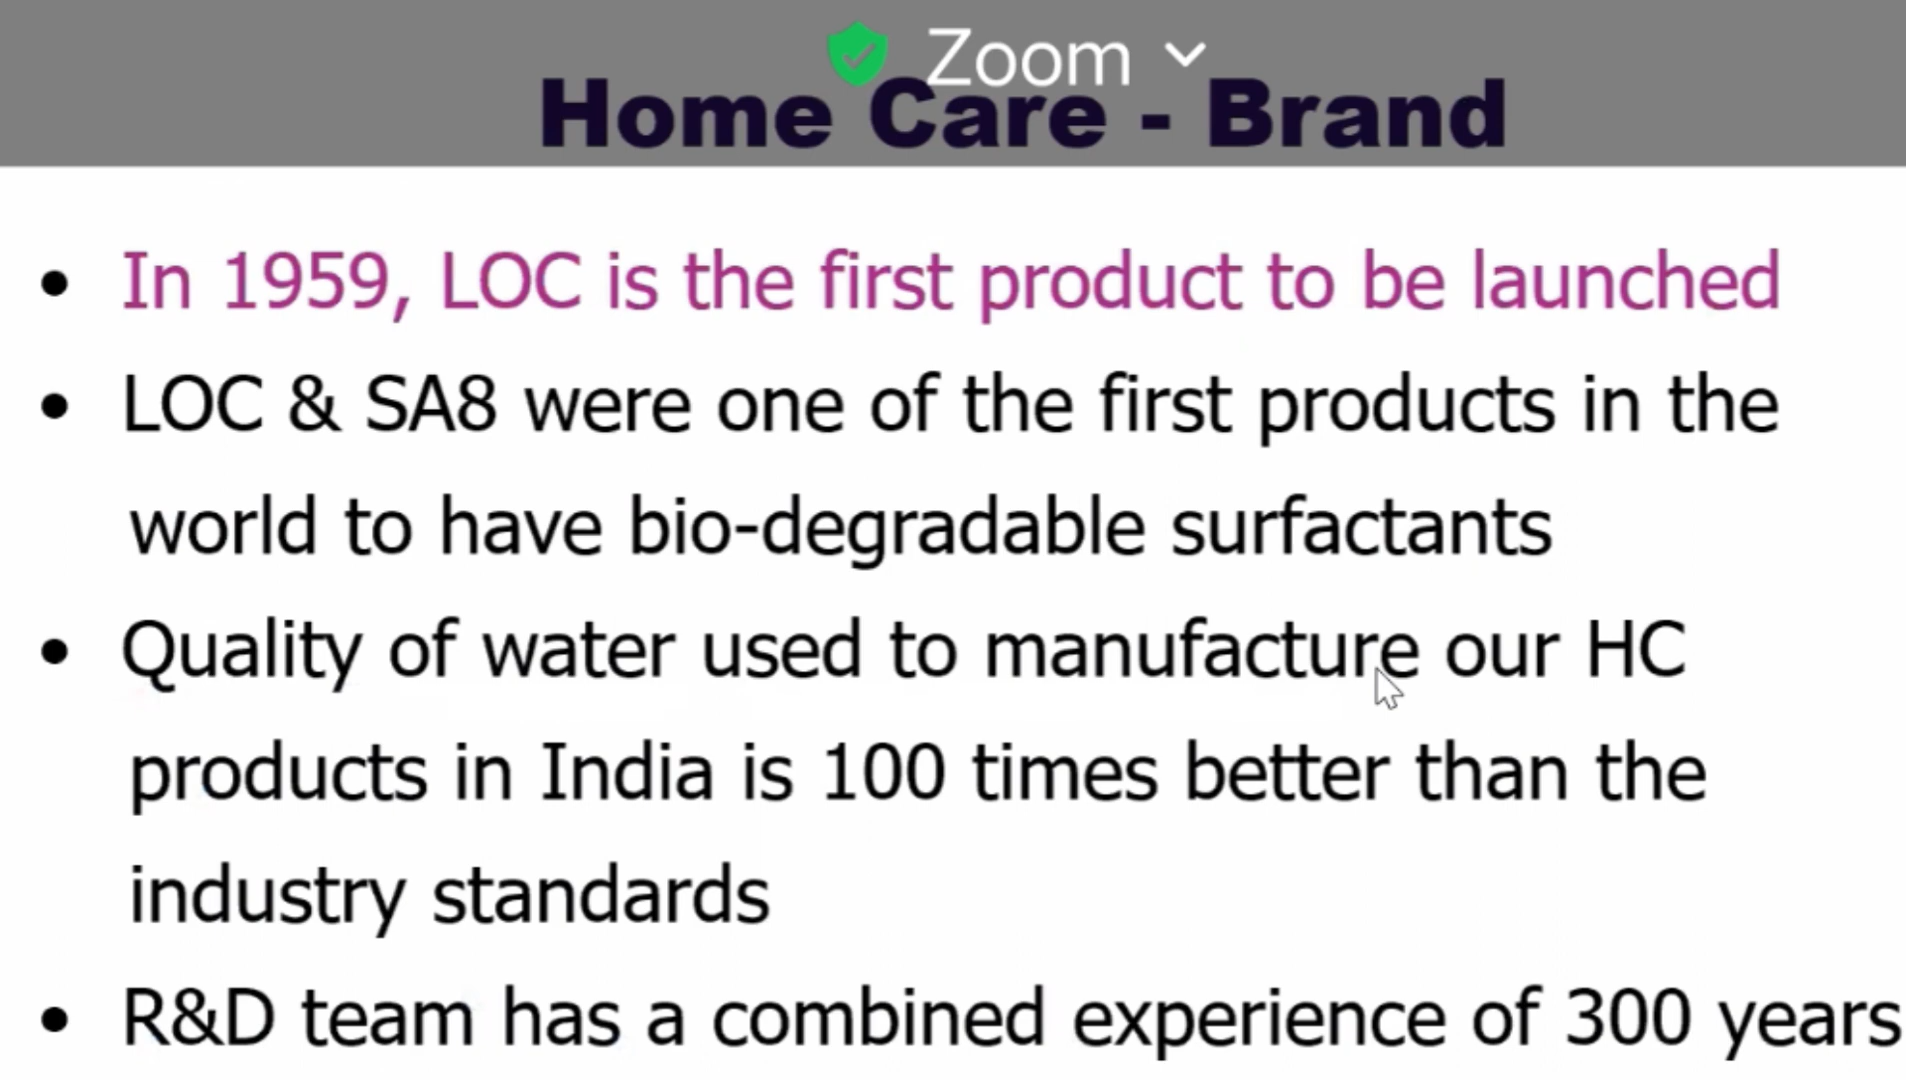 Zoom
Home Care - Brand
• In 1959, LOC is the first product to be launched
• LOC & SA8 were one of the first products in the
world to have bio-degradable surfactants
• Quality of water used to manufacture our HC
products in India is 100 times better than the
industry standards
• R&D team has a combined experience of 300 years